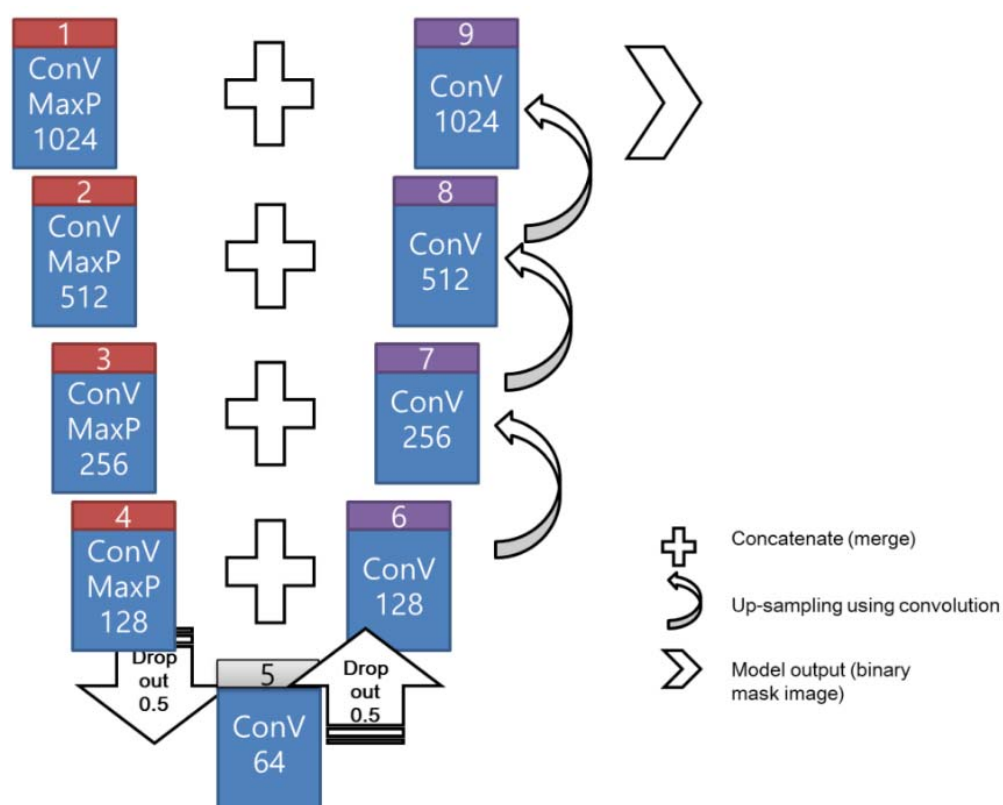 1
ConV
MaxP
1024
9
ConV
1024
2
ConV
MaxP
512
8
ConV
512
3
ConV
MaxP
256
7
ConV
256
4
ConV
MaxP
128
6
ConV
128
Drop
out
0.5
5
ConV
64
Drop
out
0.5
Concatenate (merge)
Up-sampling using convolution
Model output (binary
mask image)